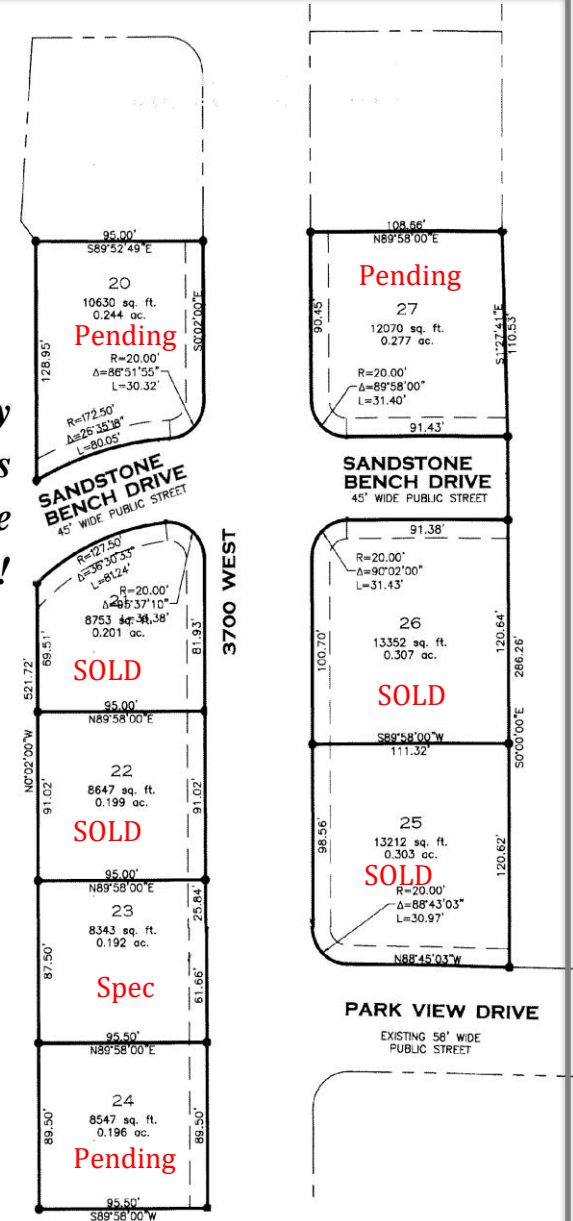 95.00'
S89°52'49"E
20
10630 sq. ft.
0.244 ac.
Pending
128.95'
S0°02'00"E
R=20.00'
Δ=86°51'55"
L=30.32'
R=172.50'
Δ=26°35'18"
L=80.05'
108.56'
N89°58'00"E
Pending
27
12070 sq. ft.
0.277 ac.
90.45'
S1°27'41"E
110.53'
R=20.00'
Δ=89°58'00"
L=31.40'
91.43'
y
s
e
!
SANDSTONE
BENCH DRIVE
45' WIDE PUBLIC STREET
SANDSTONE
BENCH DRIVE
45' WIDE PUBLIC STREET
R=127.50'
Δ=36°30'33"
L=81.24'
R=20.00'
21
8753 sq. ft.
0.201 ac.
SOLD
69.51'
81.93'
521.72'
N0°02'00"W
3700 WEST
91.38'
R=20.00'
Δ=90°02'00"
L=31.43'
26
13352 sq. ft.
0.307 ac.
SOLD
100.70'
120.64'
286.26'
S0°00'00"E
95.00'
N89°58'00"E
22
8647 sq. ft.
0.199 ac.
SOLD
91.02'
91.02'
S89°58'00"W
111.32'
25
13212 sq. ft.
0.303 ac.
SOLD
98.56'
120.62'
R=20.00'
Δ=88°43'03"
L=30.97'
N88°45'03"W
95.00'
N89°58'00"E
23
8343 sq. ft.
0.192 ac.
Spec
87.50'
25.84'
61.66'
PARK VIEW DRIVE
EXISTING 58' WIDE
PUBLIC STREET
95.50'
N89°58'00"E
24
8547 sq. ft.
0.196 ac.
Pending
89.50'
89.50'
95.50'
S89°58'00"W